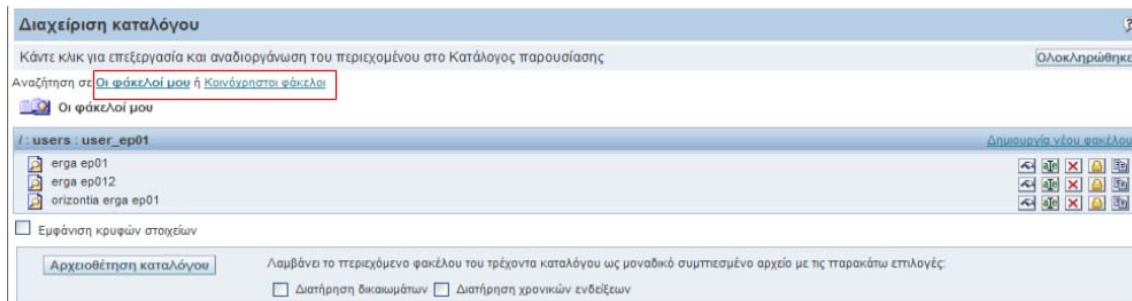 Διαχείριση καταλόγου
Κάντε κλικ για επεξεργασία και αναδιοργάνωση του περιεχομένου στο Κατάλογος παρουσίασης Ολοκληρώθηκε
Αναζήτηση σε Οι φάκελοί μου ή Κοινόχρηστοι φάκελοι
Οι φάκελοί μου
/ : users : user_ep01 Δημιουργία νέου φακέλου
erga ep01
erga ep012
orizontia erga ep01
Εμφάνιση κρυφών στοιχείων
Αρχειοθέτηση καταλόγου Λαμβάνει το περιεχόμενο φακέλου του τρέχοντα καταλόγου ως μοναδικό συμπιεσμένο αρχείο με τις παρακάτω επιλογές:
Διατήρηση δικαιωμάτων Διατήρηση χρονικών ενδείξεων